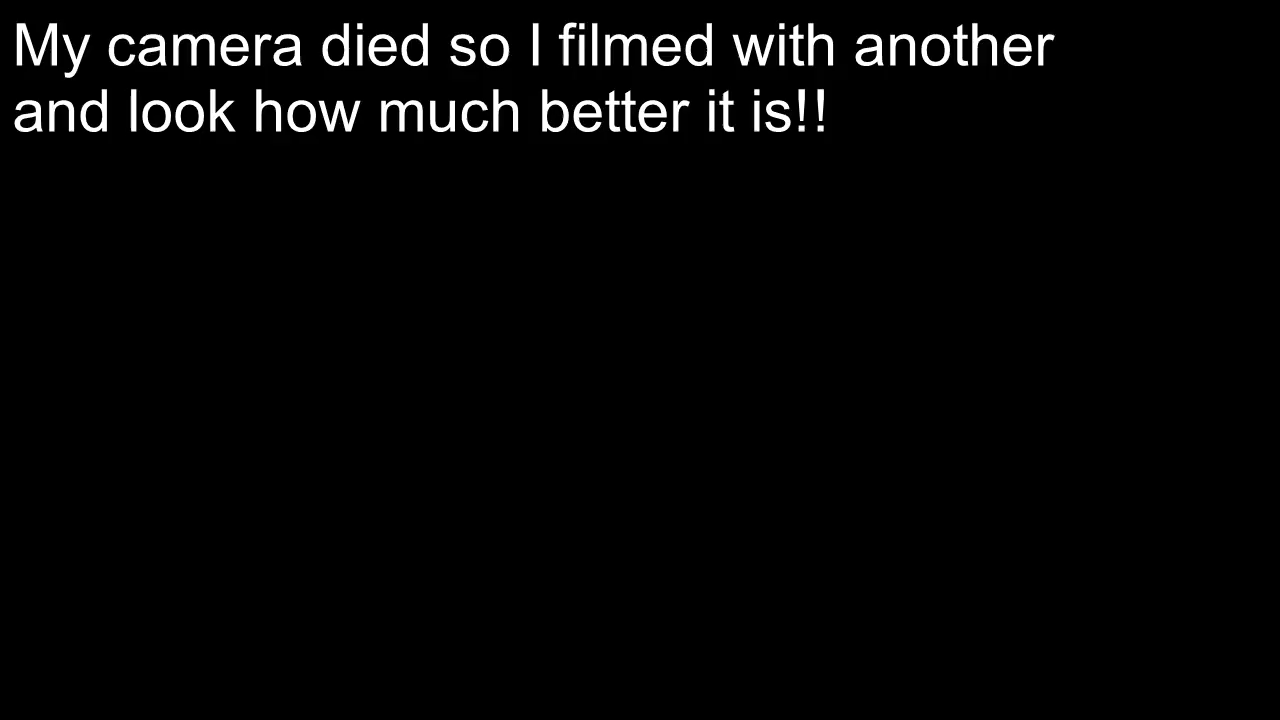 My camera died so I filmed with another
and look how much better it is!!